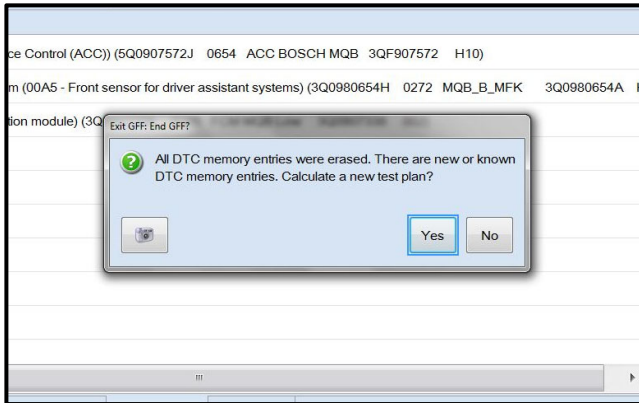 ce Control (ACC)) (5Q0907572J 0654 ACC BOSCH MQB 3QF907572 H10)
m (00A5 - Front sensor for driver assistant systems) (3Q0980654H 0272 MQB_B_MFK 3Q0980654A
tion module) (3Q
Exit GFF: End GFF?
All DTC memory entries were erased. There are new or known
DTC memory entries. Calculate a new test plan?
Yes
No